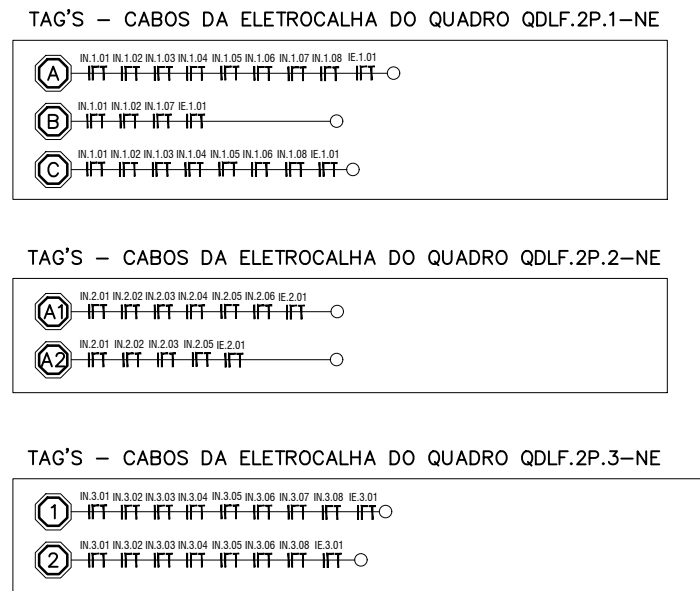 TAG'S – CABOS DA ELETROCALHA DO QUADRO QDLF.2P.1–NE
A IN.1.01 IN.1.02 IN.1.03 IN.1.04 IN.1.05 IN.1.06 IN.1.07 IN.1.08 IE.1.01
B IN.1.01 IN.1.02 IN.1.07 IE.1.01
C IN.1.01 IN.1.02 IN.1.03 IN.1.04 IN.1.05 IN.1.06 IN.1.08 IE.1.01
TAG'S – CABOS DA ELETROCALHA DO QUADRO QDLF.2P.2–NE
A1 IN.2.01 IN.2.02 IN.2.03 IN.2.04 IN.2.05 IN.2.06 IE.2.01
A2 IN.2.01 IN.2.02 IN.2.03 IN.2.05 IE.2.01
TAG'S – CABOS DA ELETROCALHA DO QUADRO QDLF.2P.3–NE
1 IN.3.01 IN.3.02 IN.3.03 IN.3.04 IN.3.05 IN.3.06 IN.3.07 IN.3.08 IE.3.01
2 IN.3.01 IN.3.02 IN.3.03 IN.3.04 IN.3.05 IN.3.06 IN.3.08 IE.3.01